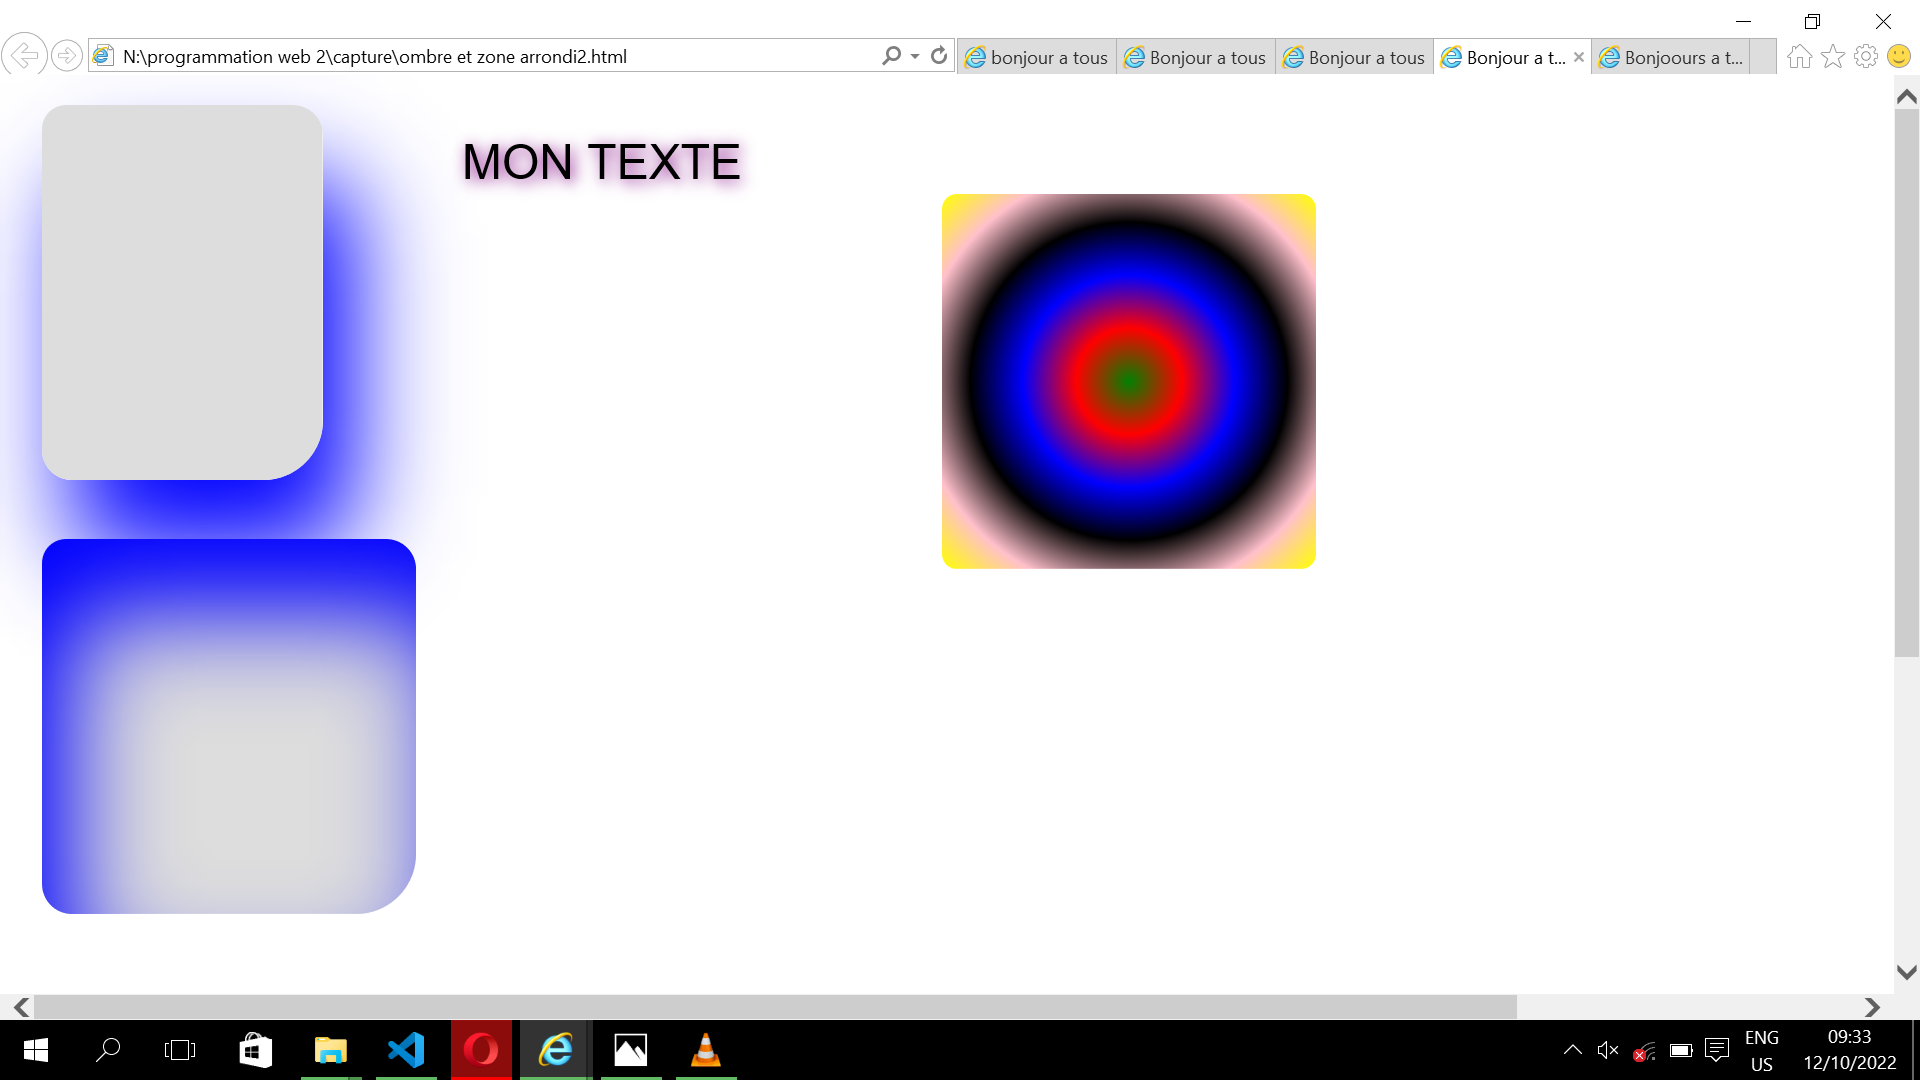 N:\programmation web 2\capture\ombre et zone arrondi2.html
bonjour a tous
Bonjour a tous
Bonjour a tous
Bonjour a t...
Bonjoours a t...
MON TEXTE
ENG
US
09:33
12/10/2022